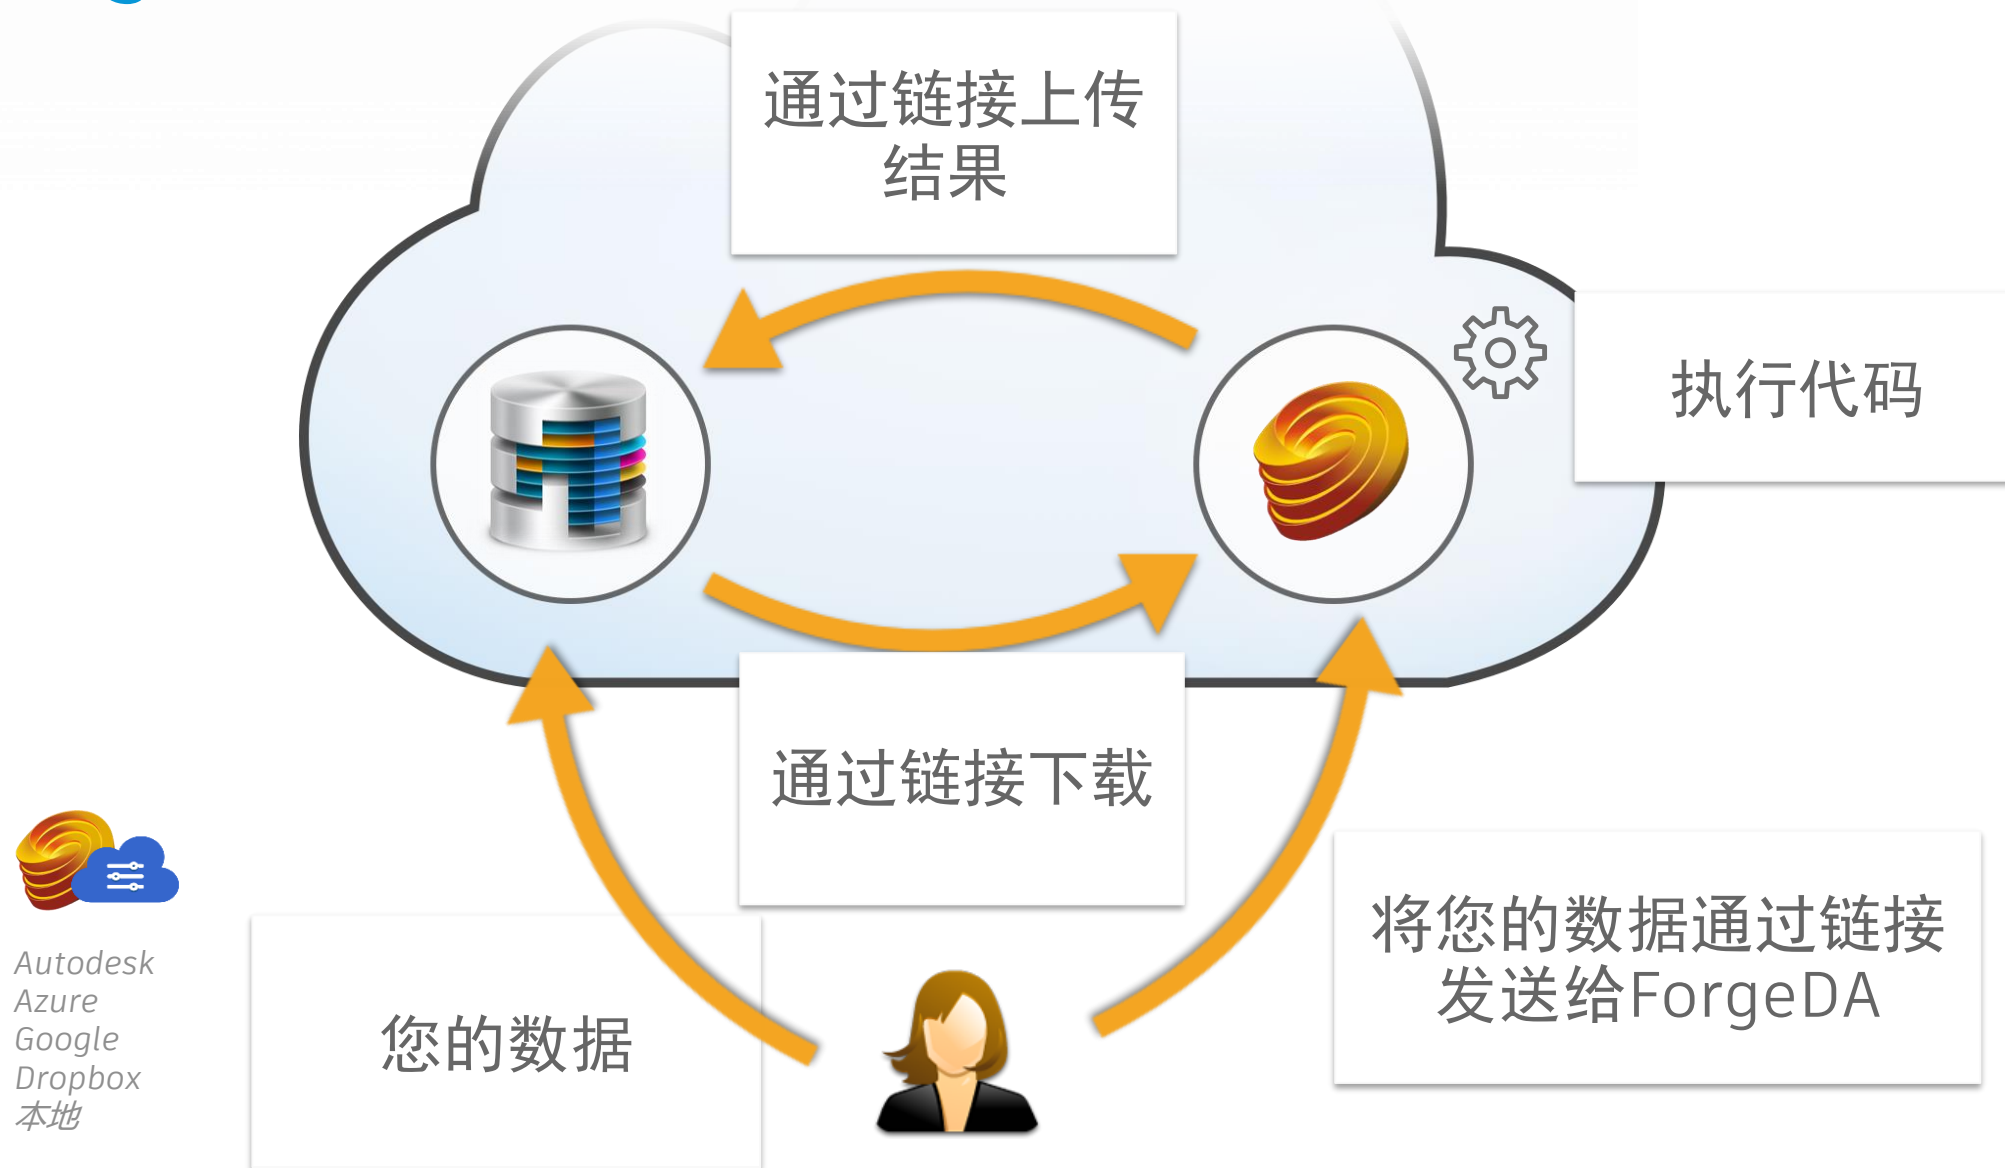 通过链接上传
结果
执行代码
通过链接下载
将您的数据通过链接
发送给ForgeDA
您的数据
Autodesk
Azure
Google
Dropbox
本地